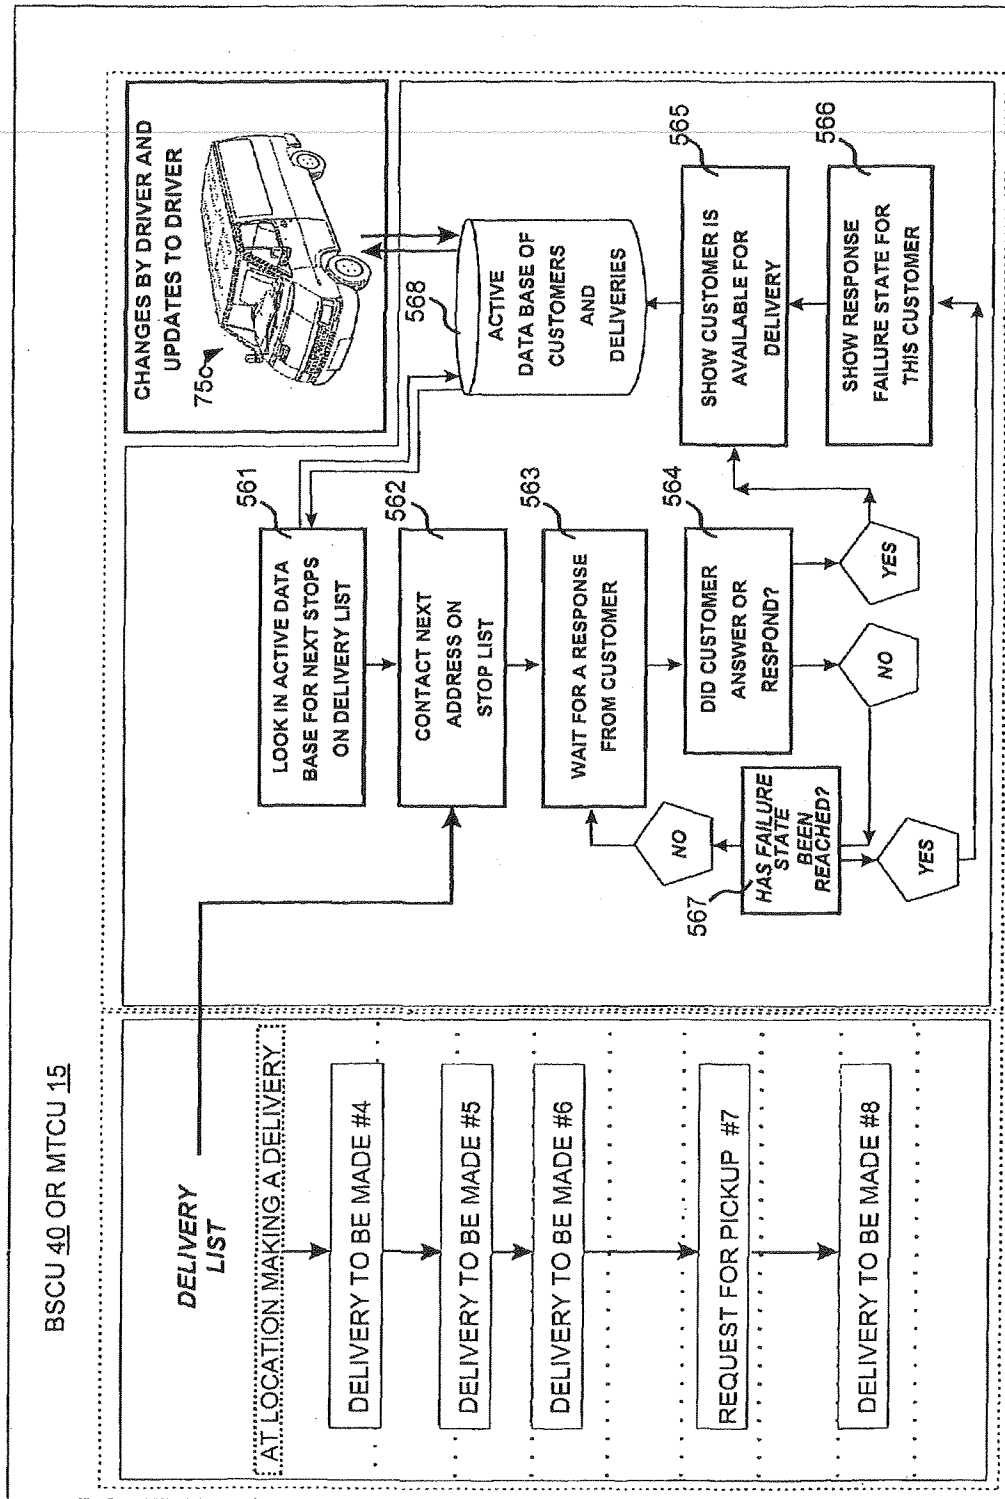 BSCU 40 OR MTCU 15
DELIVERY
LIST
AT LOCATION MAKING A DELIVERY
DELIVERY TO BE MADE #4
DELIVERY TO BE MADE #5
DELIVERY TO BE MADE #6
REQUEST FOR PICKUP #7
DELIVERY TO BE MADE #8
561
LOOK IN ACTIVE DATA
BASE FOR NEXT STOPS
ON DELIVERY LIST
562
CONTACT NEXT
ADDRESS ON
STOP LIST
563
WAIT FOR A RESPONSE
FROM CUSTOMER
564
DID CUSTOMER
ANSWER OR
RESPOND?
NO
YES
567
HAS FAILURE
STATE
BEEN
REACHED?
NO
YES
CHANGES BY DRIVER AND
UPDATES TO DRIVER
75c
568
ACTIVE
DATA BASE OF
CUSTOMERS
AND
DELIVERIES
565
SHOW CUSTOMER IS
AVAILABLE FOR
DELIVERY
566
SHOW RESPONSE
FAILURE STATE FOR
THIS CUSTOMER